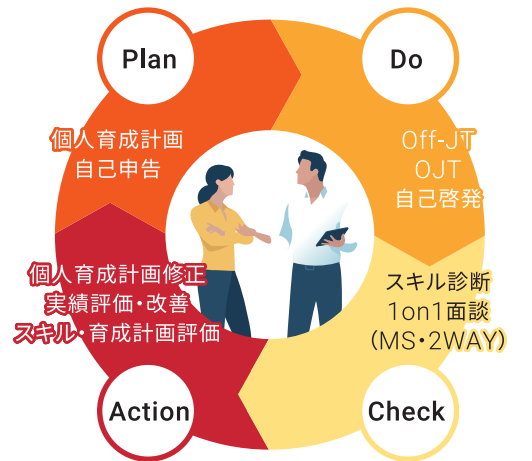 Plan
個人育成計画
自己申告
Do
Off-JT
OJT
自己啓発
スキル診断
1on1面談
(MS・2WAY)
Check
個人育成計画修正
実績評価・改善
スキル・育成計画評価
Action